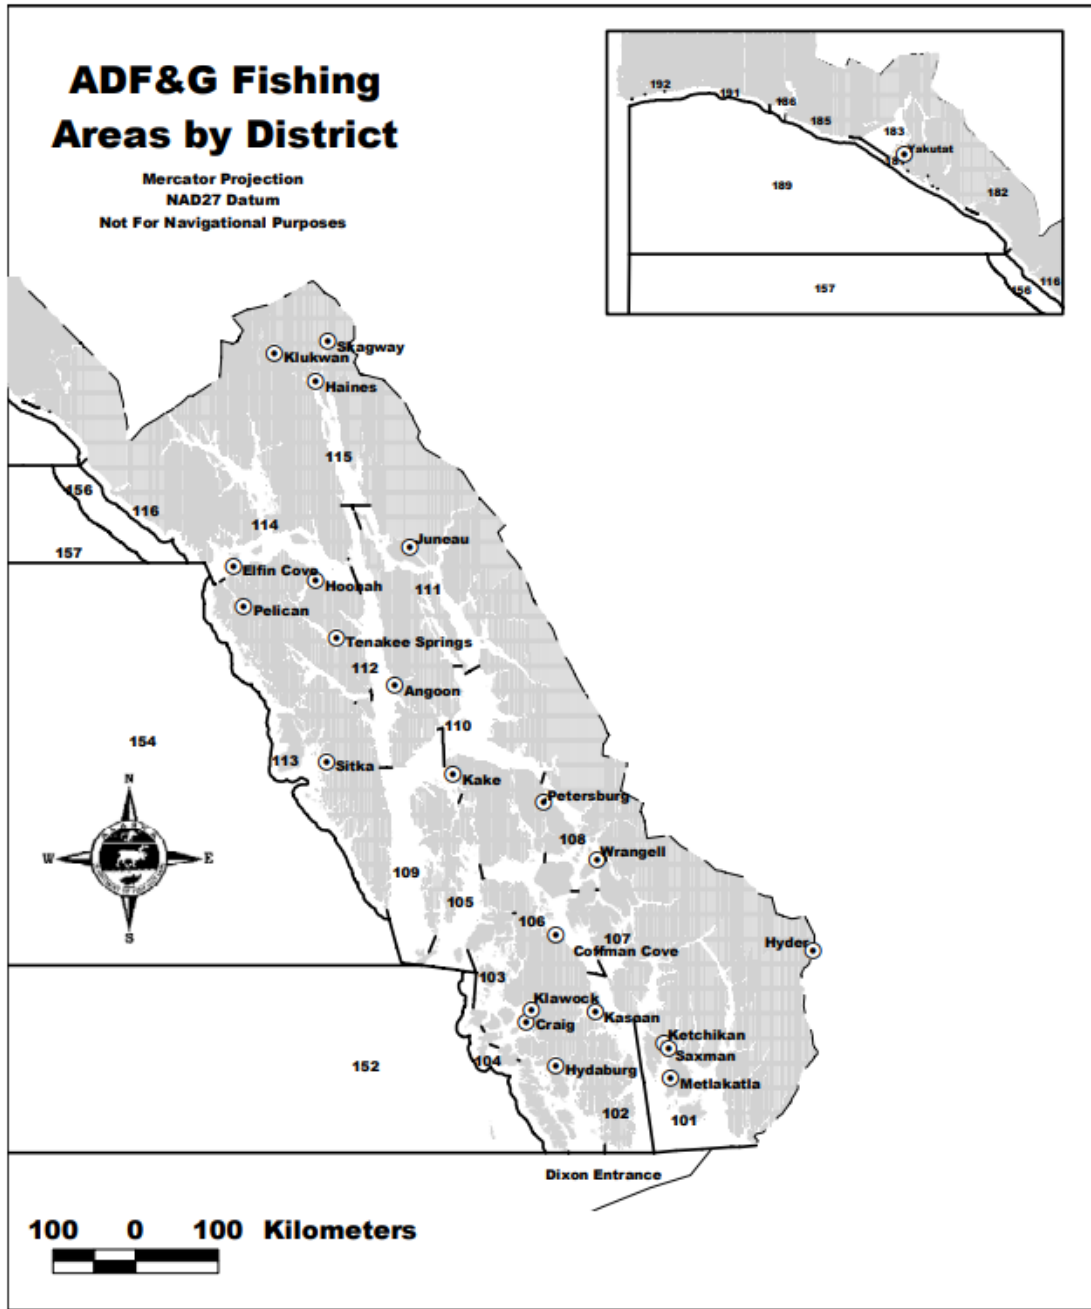 ADF&G Fishing
Areas by District
Mercator Projection
NAD27 Datum
Not For Navigational Purposes
192
191
186
185
183
Yakutat
189
182
157
156
116
Skagway
Klukwan
Haines
115
156
116
114
Juneau
157
Elfin Cove
Hoonah
111
Pelican
Tenakee Springs
112
Angoon
110
154
113
Sitka
Kake
N
Petersburg
108
Wrangell
W
E
109
105
S
106
107
Hyder
Coffman Cove
103
Klawock
Kasaan
Craig
Ketchikan
Saxman
104
152
Hydaburg
Metlakatla
102
101
Dixon Entrance
100 0 100 Kilometers